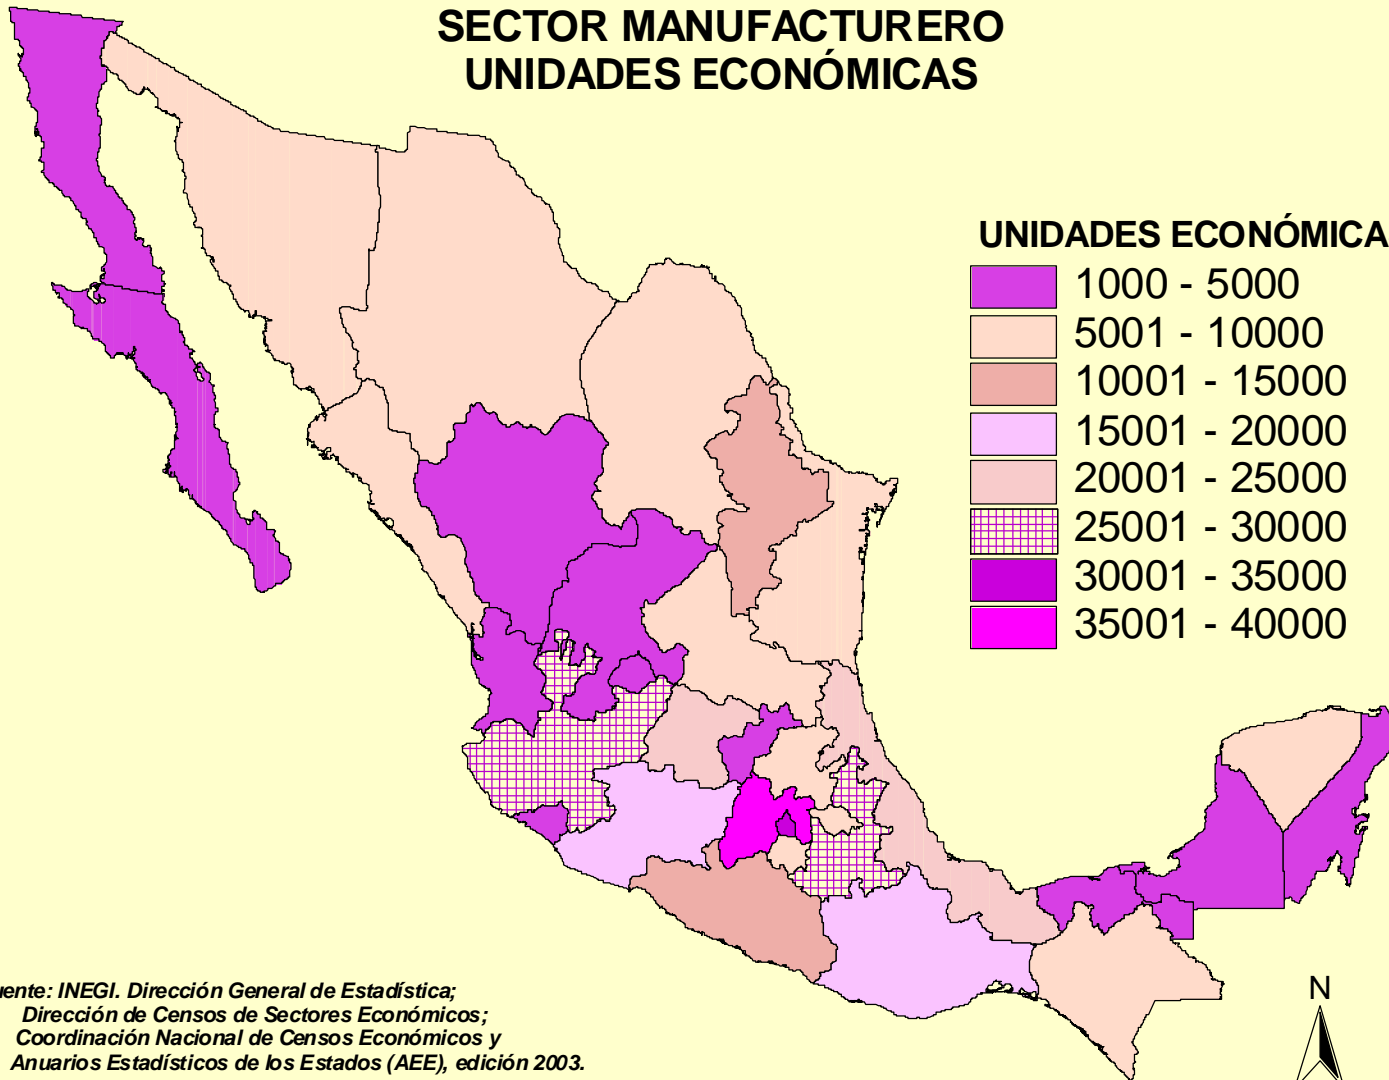 SECTOR MANUFACTURERO
UNIDADES ECONÓMICAS
UNIDADES ECONÓMICA
1000 - 5000
5001 - 10000
10001 - 15000
15001 - 20000
20001 - 25000
25001 - 30000
30001 - 35000
35001 - 40000
uente: INEGI. Dirección General de Estadística;
Dirección de Censos de Sectores Económicos;
Coordinación Nacional de Censos Económicos y
Anuarios Estadísticos de los Estados (AEE), edición 2003.
N